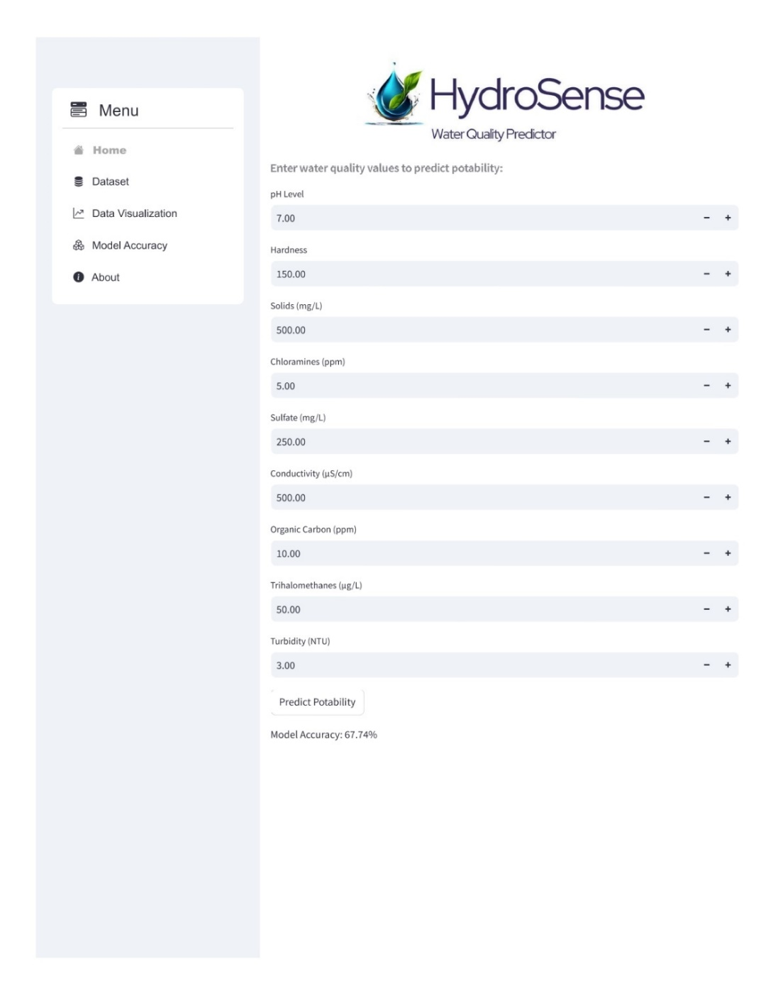 Menu
Home
Dataset
Data Visualization
Model Accuracy
About
HydroSense
Water Quality Predictor
Enter water quality values to predict potability:
pH Level
7.00
Hardness
150.00
Solids (mg/L)
500.00
Chloramines (ppm)
5.00
Sulfate (mg/L)
250.00
Conductivity (μS/cm)
500.00
Organic Carbon (ppm)
10.00
Trihalomethanes (μg/L)
50.00
Turbidity (NTU)
3.00
Predict Potability
Model Accuracy: 67.74%